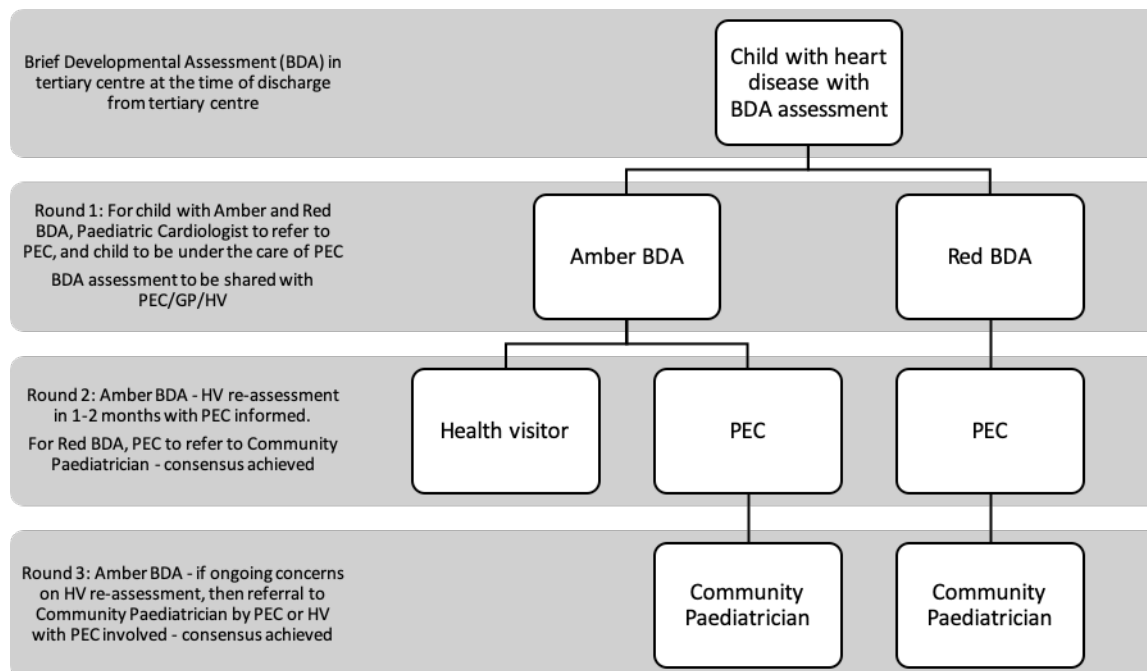 Brief Developmental Assessment (BDA) in
tertiary centre at the time of discharge
from tertiary centre
Child with heart
disease with
BDA assessment
Round 1: For child with Amber and Red
BDA, Paediatric Cardiologist to refer to
PEC, and child to be under the care of PEC
BDA assessment to be shared with
PEC/GP/HV
Amber BDA
Red BDA
Round 2: Amber BDA - HV re-assessment
in 1-2 months with PEC informed.
For Red BDA, PEC to refer to Community
Paediatrician - consensus achieved
Health visitor
PEC
PEC
Round 3: Amber BDA - if ongoing concerns
on HV re-assessment, then referral to
Community Paediatrician by PEC or HV
with PEC involved - consensus achieved
Community
Paediatrician
Community
Paediatrician